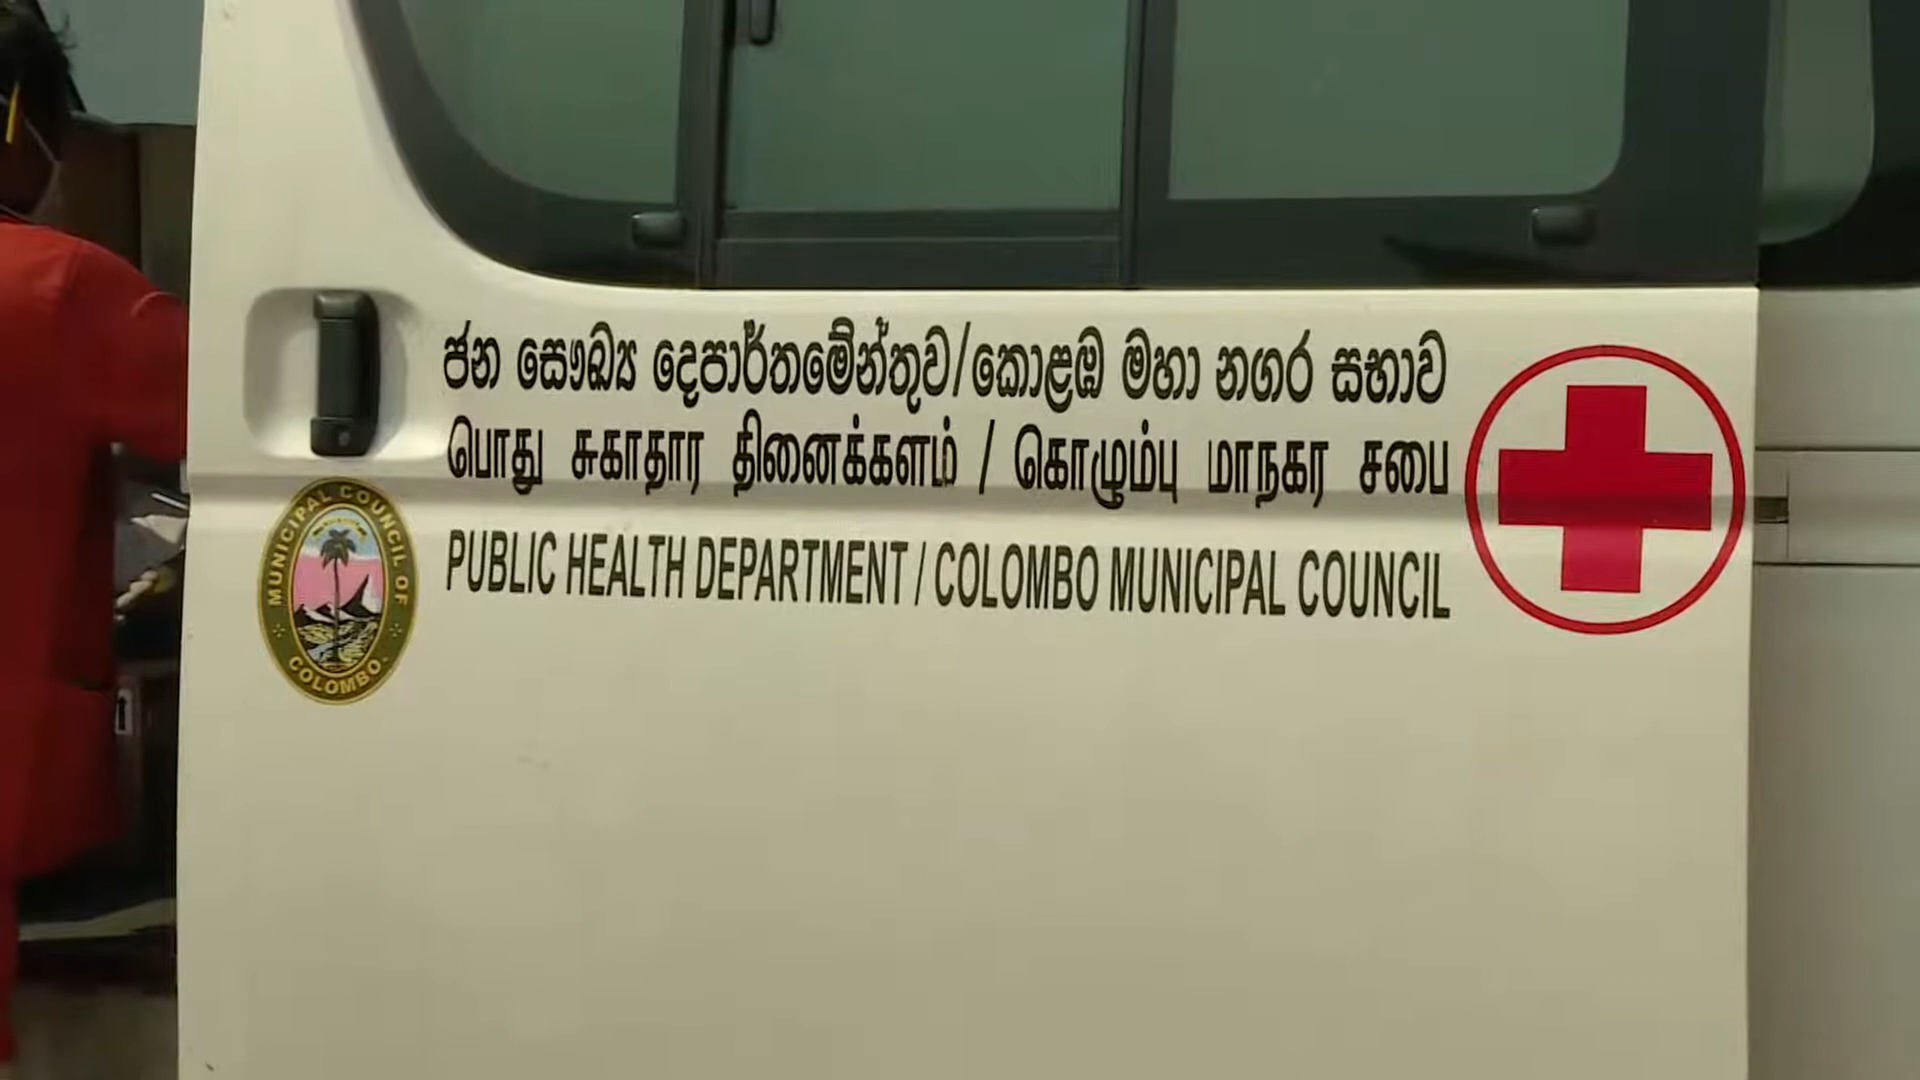 ජන සෞඛ්‍ය දෙපාර්තමේන්තුව/කොළඹ මහා නගර සභාව
பொது சுகாதார தினைக்களம் / கொழும்பு மாநகர சபை
PUBLIC HEALTH DEPARTMENT / COLOMBO MUNICIPAL COUNCIL
MUNICIPAL COUNCIL OF
COLOMBO.